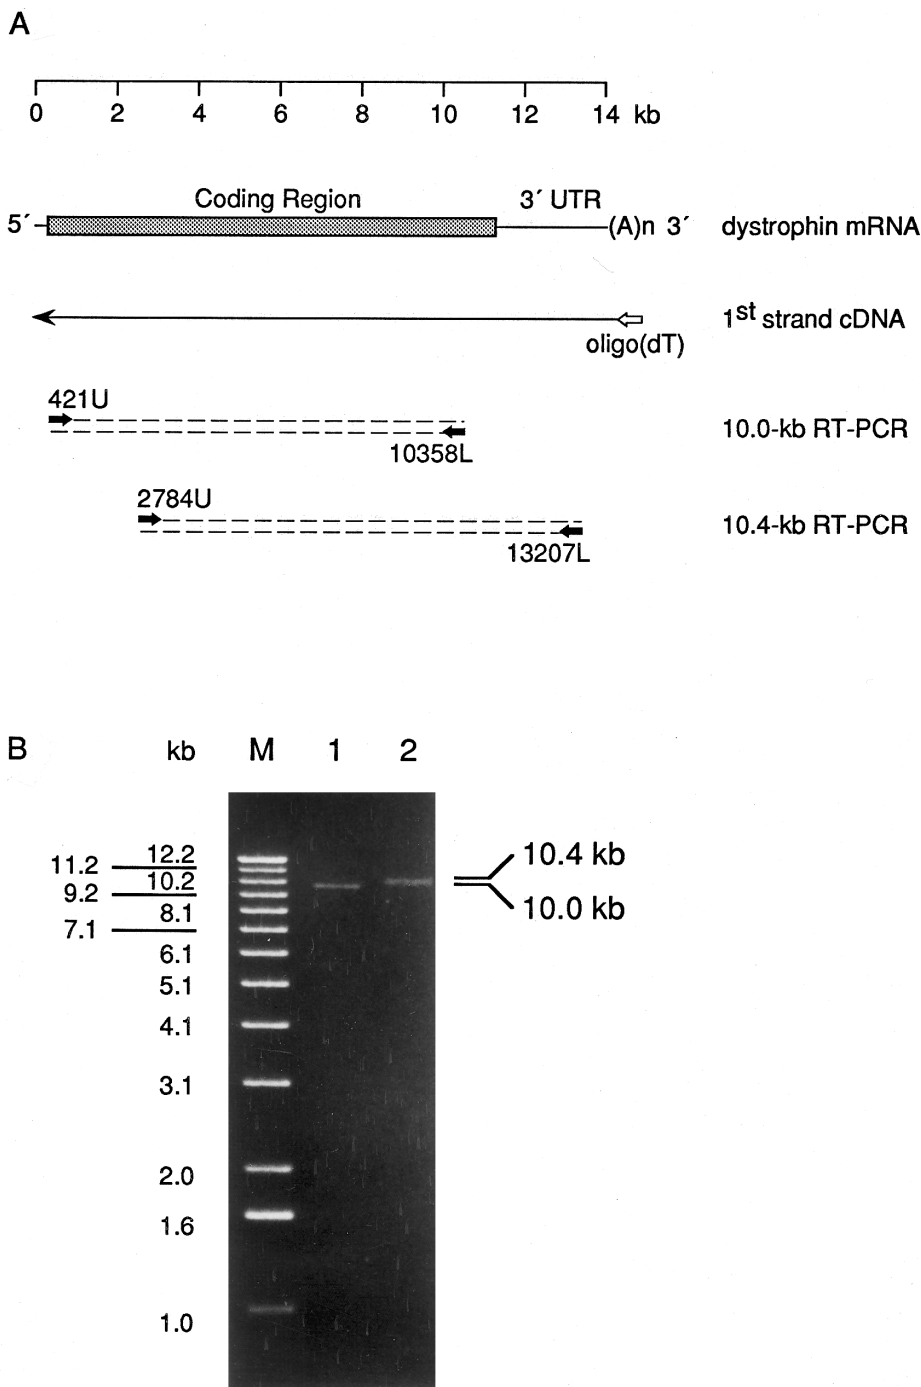 A
0 2 4 6 8 10 12 14 kb
Coding Region 3´ UTR
5´ (A)n 3´ dystrophin mRNA
1st strand cDNA
oligo(dT)
421U
10.0-kb RT-PCR
10358L
2784U
10.4-kb RT-PCR
13207L
B kb M 1 2
12.2
11.2
10.2
9.2
8.1
7.1
6.1
5.1
4.1
3.1
2.0
1.6
1.0
10.4 kb
10.0 kb